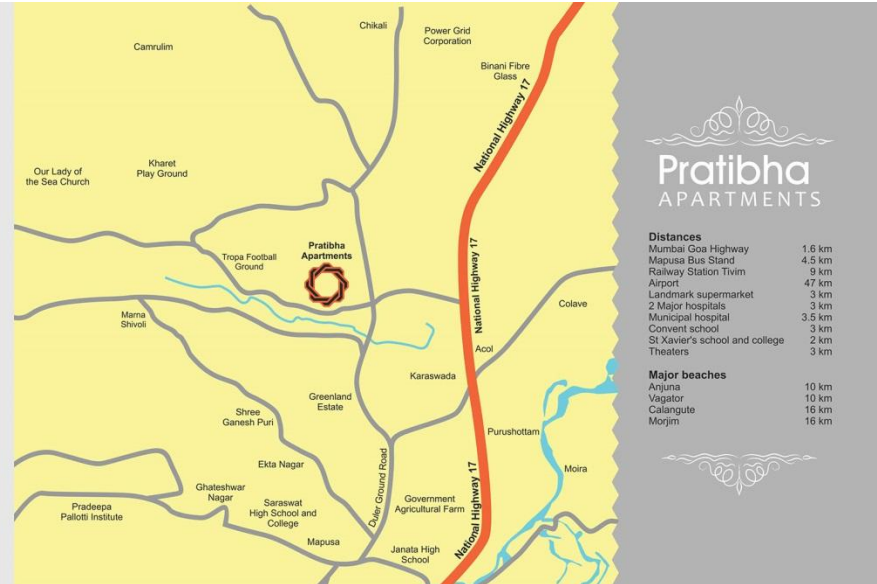 Chikali
Power Grid
Corporation
Camrulim
Binani Fibre
Glass
National Highway 17
Kharet
Play Ground
Our Lady of
the Sea Church
Pratibha
Apartments
Tropa Football
Ground
National Highway 17
Colave
Marna
Shivoli
Acol
Karaswada
Greenland
Estate
Shree
Ganesh Puri
Purushottam
Ekta Nagar
Duler Ground Road
Moira
Ghateshwar
Nagar
Saraswat
High School and
College
Government
Agricultural Farm
National Highway 17
Pradeepa
Pallotti Institute
Mapusa
Janata High
School
Pratibha
APARTMENTS
Distances
Mumbai Goa Highway 1.6 km
Mapusa Bus Stand 4.5 km
Railway Station Tivim 9 km
Airport 47 km
Landmark supermarket 3 km
2 Major hospitals 3 km
Municipal hospital 3.5 km
Convent school 3 km
St Xavier's school and college 2 km
Theaters 3 km
Major beaches
Anjuna 10 km
Vagator 10 km
Calangute 16 km
Morjim 16 km